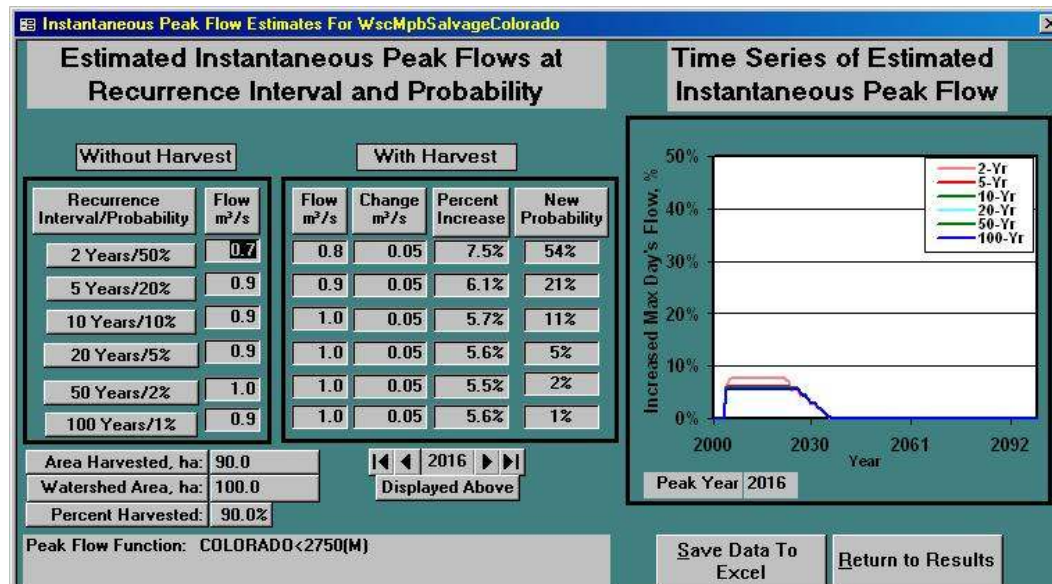 Instantaneous Peak Flow Estimates For WscMpbSalvageColorado
Estimated Instantaneous Peak Flows at
Recurrence Interval and Probability
Without Harvest
With Harvest
Recurrence
Interval/Probability
Flow
m³/s
Flow
m³/s
Change
m³/s
Percent
Increase
New
Probability
2 Years/50% 0.7 0.8 0.05 7.5% 54%
5 Years/20% 0.9 0.9 0.05 6.1% 21%
10 Years/10% 0.9 1.0 0.05 5.7% 11%
20 Years/5% 0.9 1.0 0.05 5.6% 5%
50 Years/2% 1.0 1.0 0.05 5.5% 2%
100 Years/1% 0.9 1.0 0.05 5.6% 1%
Area Harvested, ha: 90.0
Watershed Area, ha: 100.0
Percent Harvested: 90.0%
2016
Displayed Above
Peak Flow Function: COLORADO<2750(M)
Time Series of Estimated
Instantaneous Peak Flow
Increased Max Day's Flow, %
50%
40%
30%
20%
10%
0%
2000 2030 2061 2092
Year
2-Yr
5-Yr
10-Yr
20-Yr
50-Yr
100-Yr
Peak Year 2016
Save Data To
Excel
Return to Results